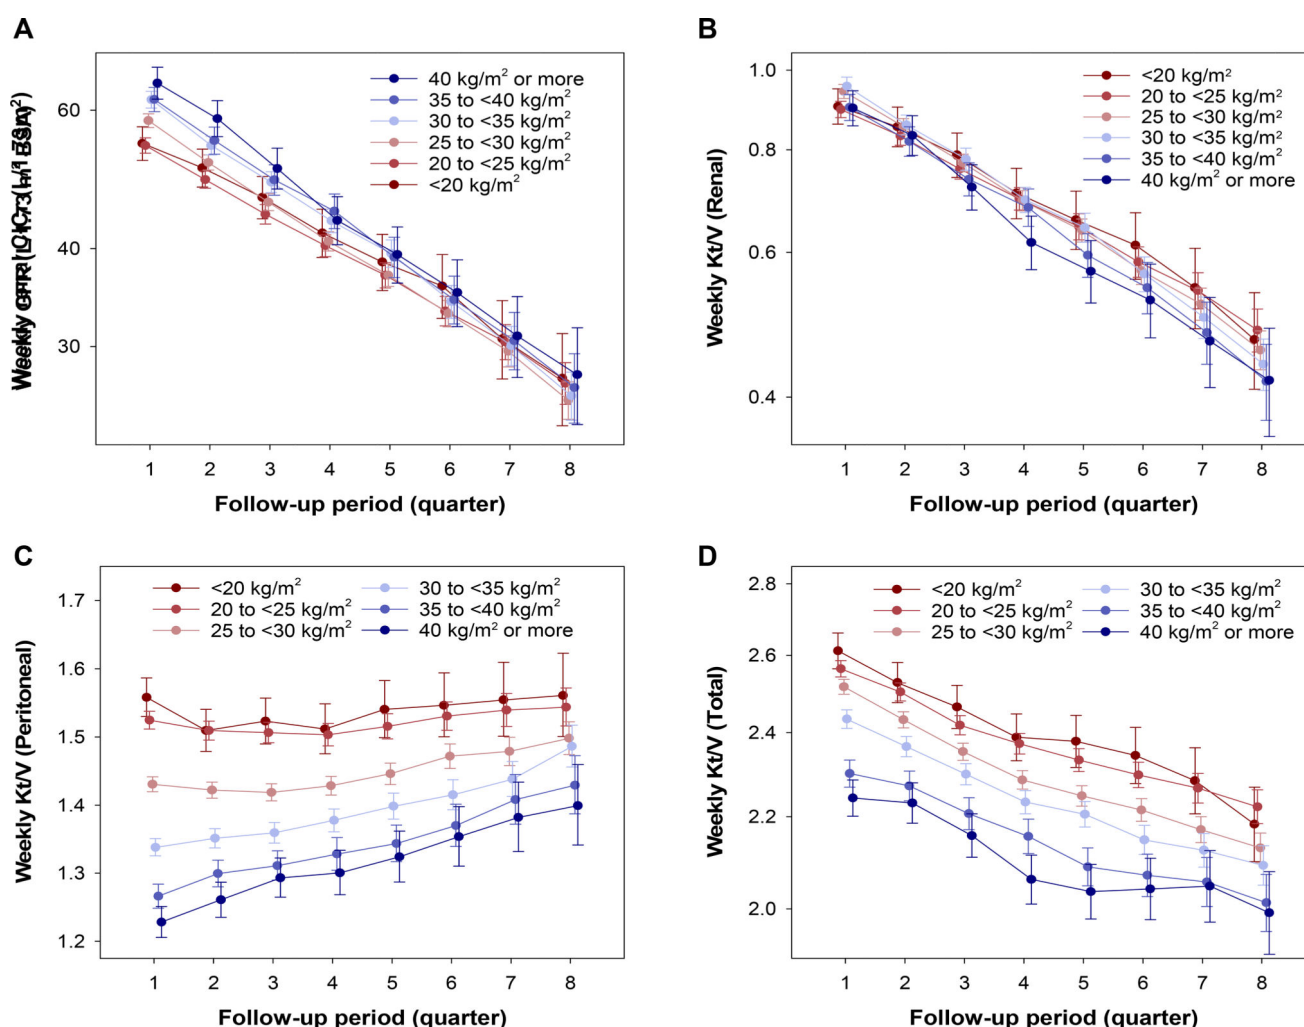 A
60
40
30
1 2 3 4 5 6 7 8
Follow-up period (quarter)
40 kg/m² or more
35 to <40 kg/m²
30 to <35 kg/m²
25 to <30 kg/m²
20 to <25 kg/m²
<20 kg/m²
B
Weekly Kt/V (Renal)
1.0
0.8
0.6
0.4
1 2 3 4 5 6 7 8
Follow-up period (quarter)
<20 kg/m²
20 to <25 kg/m²
25 to <30 kg/m²
30 to <35 kg/m²
35 to <40 kg/m²
40 kg/m² or more
C
Weekly Kt/V (Peritoneal)
1.7
1.6
1.5
1.4
1.3
1.2
1 2 3 4 5 6 7 8
Follow-up period (quarter)
<20 kg/m²
20 to <25 kg/m²
25 to <30 kg/m²
30 to <35 kg/m²
35 to <40 kg/m²
40 kg/m² or more
D
Weekly Kt/V (Total)
2.8
2.6
2.4
2.2
2.0
1 2 3 4 5 6 7 8
Follow-up period (quarter)
<20 kg/m²
20 to <25 kg/m²
25 to <30 kg/m²
30 to <35 kg/m²
35 to <40 kg/m²
40 kg/m² or more